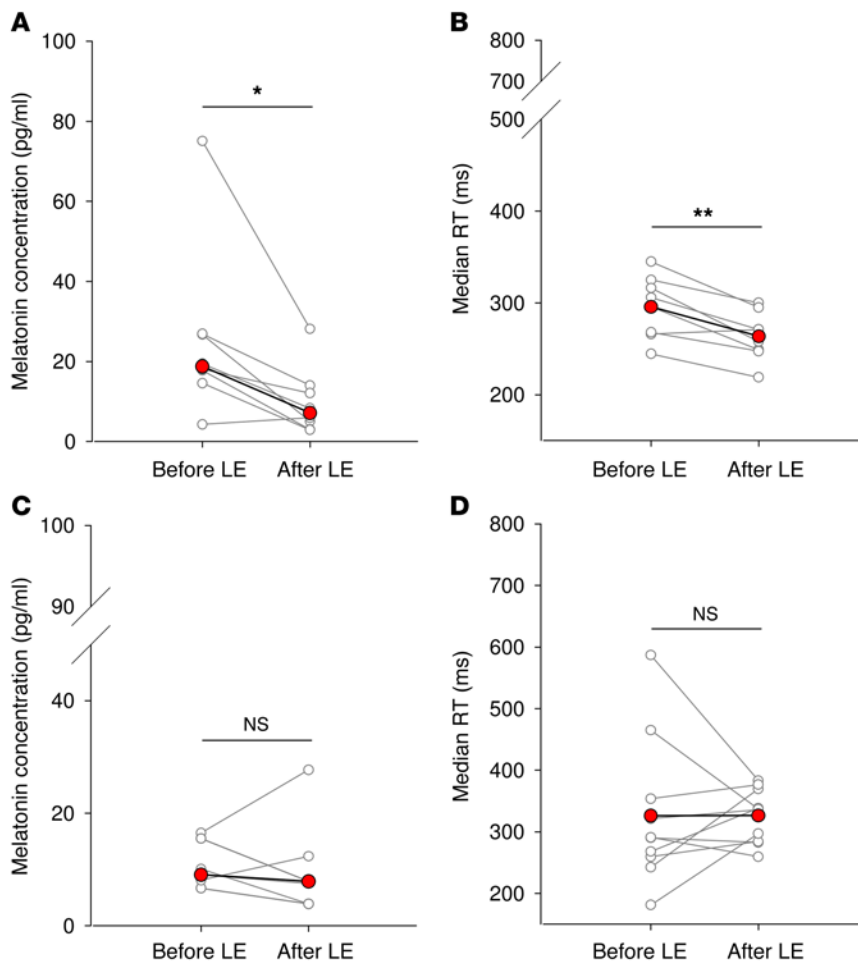 A
Melatonin concentration (pg/ml)
100
80
60
40
20
0
*
Before LE After LE
B
Median RT (ms)
800
700
500
400
300
200
**
Before LE After LE
C
Melatonin concentration (pg/ml)
100
90
40
20
0
NS
Before LE After LE
D
Median RT (ms)
800
700
600
500
400
300
200
NS
Before LE After LE